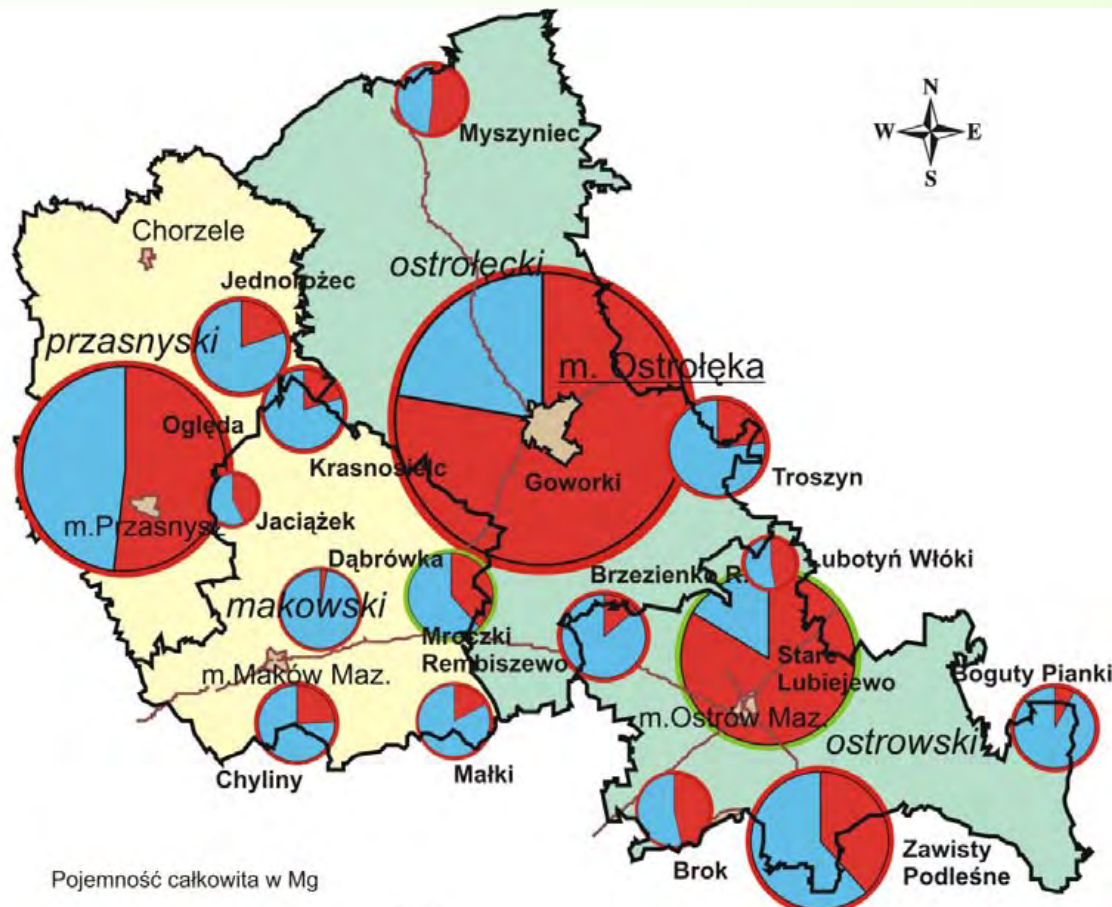 N
W E
S
Myszyniec
Chorzele
ostrołęcki
Jednorożec
przasnyski
m. Ostrołęka
Oględa
Krasnosielc
Goworki
Troszyn
Jaciążek
m.Przasnysz
Dąbrówka
Brzezienko R.
Lubotyń Włóki
makowski
Mroczki
Rembiszewo
Stare
Lubiejewo
m.Maków Maz.
Boguty Pianki
m.Ostrów Maz.
ostrowski
Chyliny
Małki
Brok
Zawisty
Podleśne
Pojemność całkowita w Mg